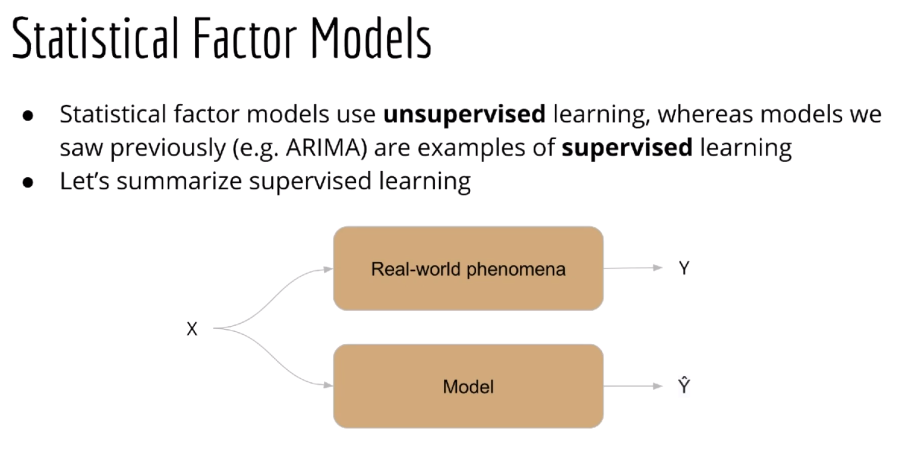 Statistical Factor Models
● Statistical factor models use unsupervised learning, whereas models we
saw previously (e.g. ARIMA) are examples of supervised learning
● Let's summarize supervised learning
Real-world phenomena
Y
X
Model
Ŷ